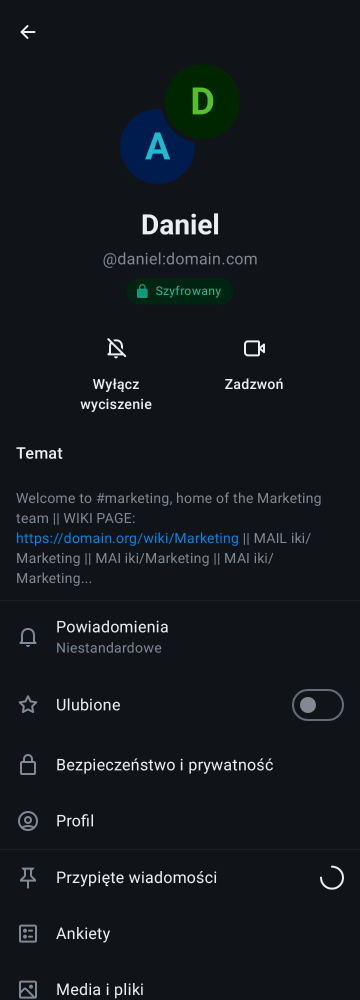 D
A
Daniel
@daniel:domain.com
Szyfrowany
Wyłącz
wyciszenie
Zadzwoń
Temat
Welcome to #marketing, home of the Marketing
team || WIKI PAGE:
https://domain.org/wiki/Marketing || MAIL iki/
Marketing || MAI iki/Marketing || MAI iki/
Marketing...
Powiadomienia
Niestandardowe
Ulubione
Bezpieczeństwo i prywatność
Profil
Przypięte wiadomości
Ankiety
Media i pliki